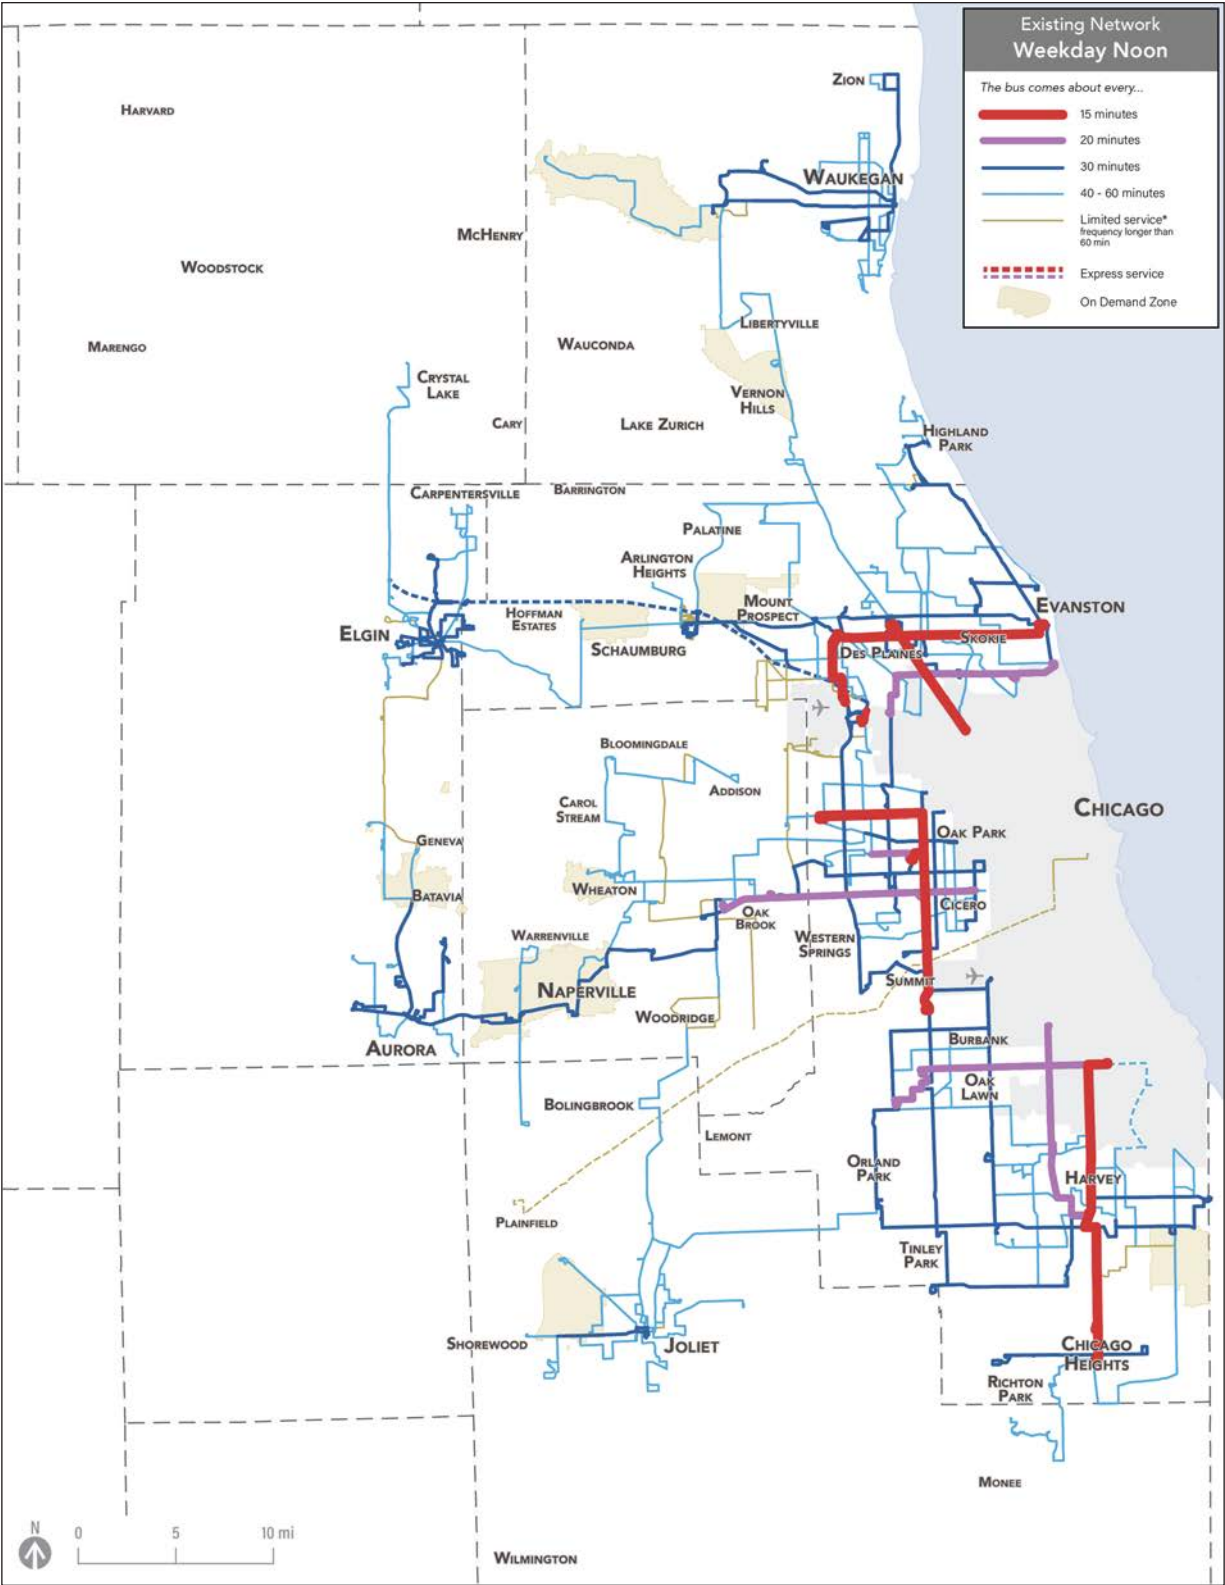 Existing Network
Weekday Noon
The bus comes about every...
15 minutes
20 minutes
30 minutes
40 - 60 minutes
Limited service*
frequency longer than
60 min
Express service
On Demand Zone
ZION
HARVARD
WAUKEGAN
MCHENRY
WOODSTOCK
LIBERTYVILLE
MARENGO
WAUCONDA
CRYSTAL
LAKE
VERNON
HILLS
CARY
LAKE ZURICH
HIGHLAND
PARK
CARPENTERSVILLE
BARRINGTON
PALATINE
ARLINGTON
HEIGHTS
MOUNT
PROSPECT
EVANSTON
HOFFMAN
ESTATES
ELGIN
SKOKIE
SCHAUMBURG
DES PLAINES
BLOOMINGDALE
ADDISON
CAROL
STREAM
CHICAGO
OAK PARK
GENEVA
WHEATON
BATAVIA
CICERO
OAK
BROOK
WARRENVILLE
WESTERN
SPRINGS
SUMMIT
NAPERVILLE
WOODRIDGE
BURBANK
AURORA
OAK
LAWN
BOLINGBROOK
LEMONT
ORLAND
PARK
HARVEY
PLAINFIELD
TINLEY
PARK
SHOREWOOD
JOLIET
CHICAGO
HEIGHTS
RICHTON
PARK
MONEE
N
0 5 10 mi
WILMINGTON